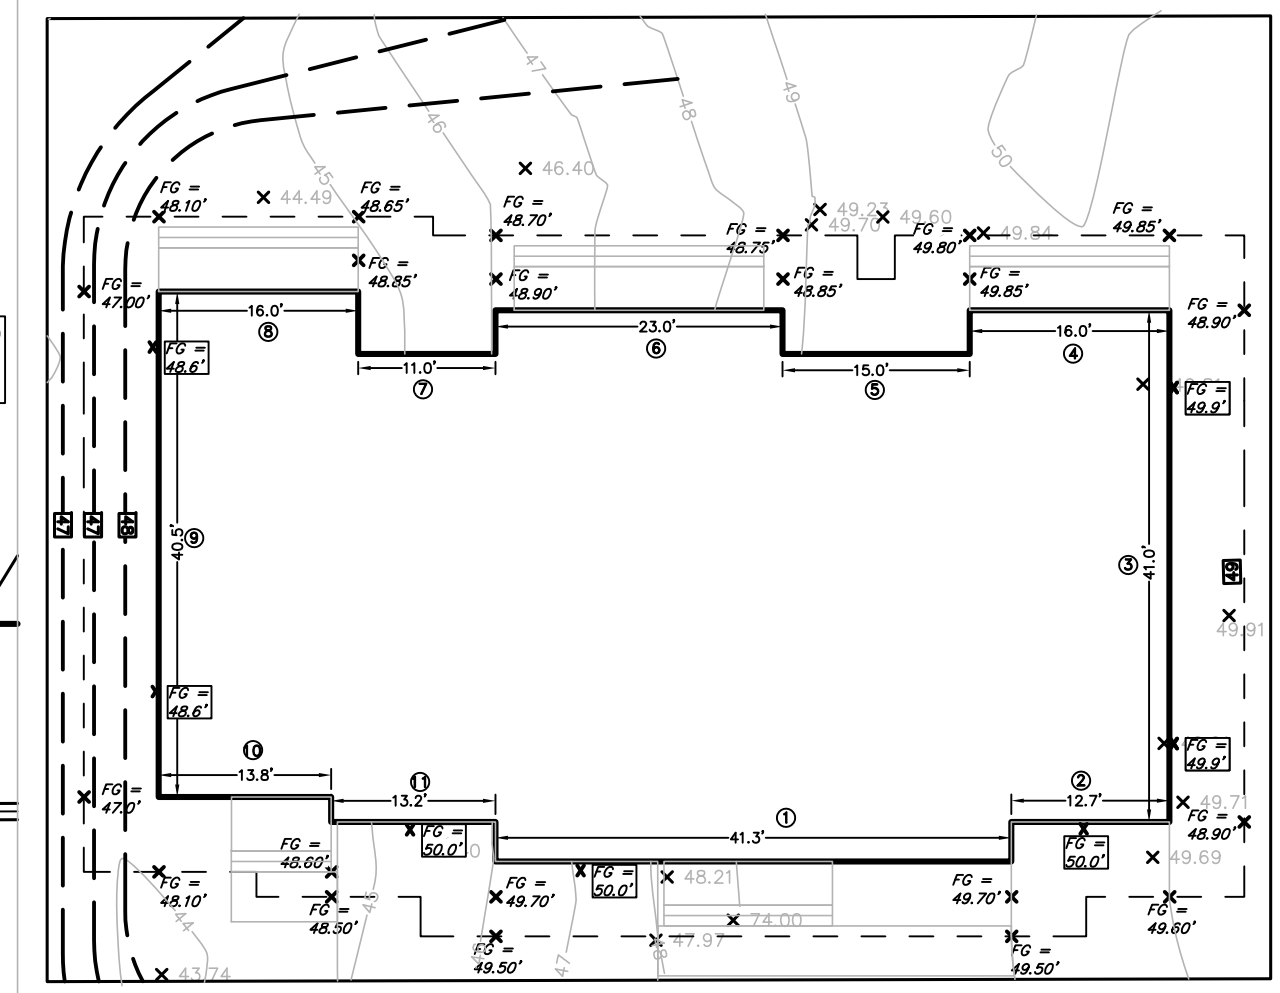 47
46
48
49
45
50
46.40
FG =
48.10'
44.49
FG =
48.65'
FG =
48.70'
49.23
49.70
49.60
FG =
48.75'
FG =
49.80'
49.84
FG =
49.85'
FG =
47.00'
FG =
48.85'
FG =
48.90'
FG =
48.85'
FG =
49.85'
FG =
48.90'
16.0'
8
23.0'
6
16.0'
4
FG =
48.6'
11.0'
7
15.0'
5
FG =
49.9'
47
47
48
40.5'
9
3
41.0'
49
49.91
FG =
48.6'
FG =
49.9'
10
13.8'
11
13.2'
1
41.3'
2
12.7'
49.71
FG =
47.0'
FG =
48.90'
FG =
50.0'
FG =
50.0'
FG =
48.60'
FG =
50.0'
48.21
49.69
FG =
48.10'
FG =
49.70'
FG =
49.70'
44
45
FG =
48.50'
74.00
FG =
49.60'
47.97
47
FG =
49.50'
FG =
49.50'
43.74